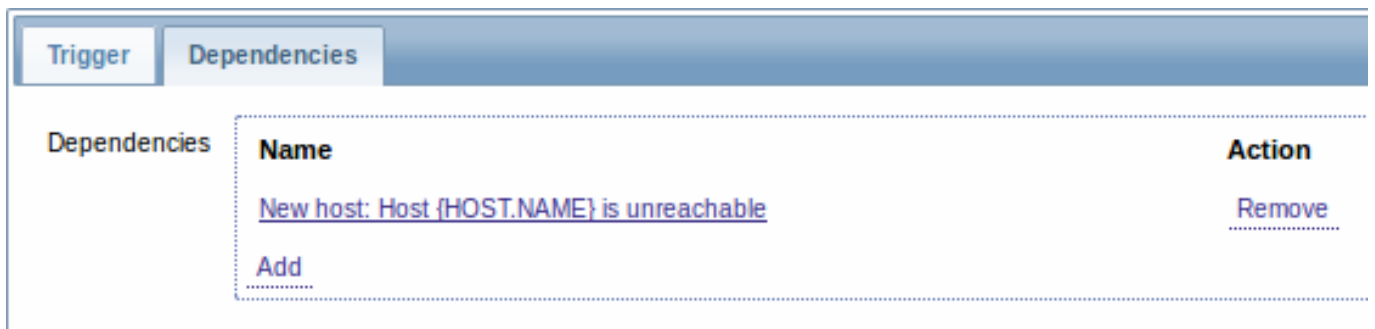 Trigger Dependencies
Dependencies Name Action
New host: Host {HOST.NAME} is unreachable Remove
Add